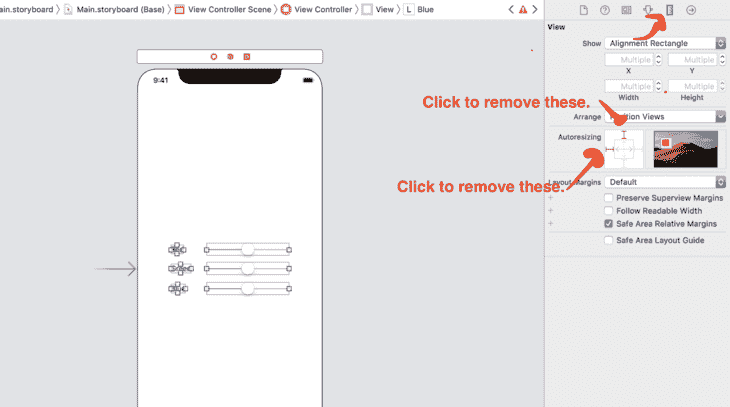 ain.storyboard › Main.storyboard (Base) › View Controller Scene › View Controller › View › L Blue
View
Show Alignment Rectangle
Multiple Multiple
X Y
Multiple Multiple
Width Height
Click to remove these.
Arrange Position Views
Autoresizing
Click to remove these.
Layout Margins Default
Preserve Superview Margins
Follow Readable Width
Safe Area Relative Margins
Safe Area Layout Guide
9:41